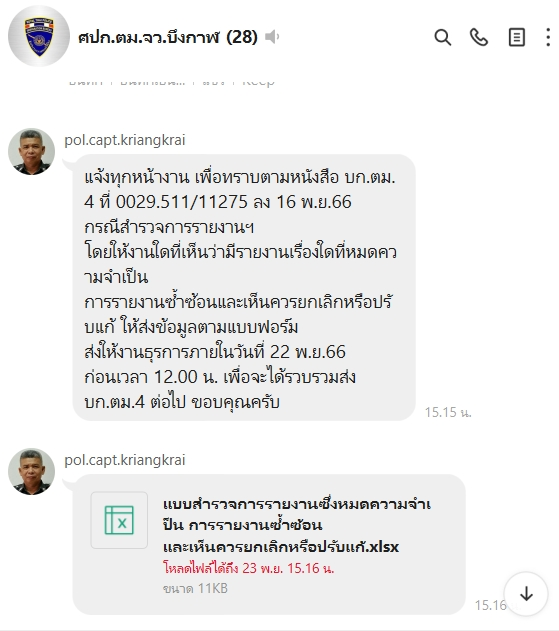 ศปก.ตม.จว.บึงกาฬ (28)
บันทึก บันทึกเป็น... แชร์ Keep
pol.capt.kriangkrai
แจ้งทุกหน้างาน เพื่อทราบตามหนังสือ บก.ตม.
4 ที่ 0029.511/11275 ลง 16 พ.ย.66
กรณีสำรวจการรายงานฯ
โดยให้งานใดที่เห็นว่ามีรายงานเรื่องใดที่หมดคว
ามจำเป็น
การรายงานซ้ำซ้อนและเห็นควรยกเลิกหรือปรั
บแก้ ให้ส่งข้อมูลตามแบบฟอร์ม
ส่งให้งานธุรการภายในวันที่ 22 พ.ย.66
ก่อนเวลา 12.00 น. เพื่อจะได้รวบรวมส่ง
บก.ตม.4 ต่อไป ขอบคุณครับ
15.15 น.
pol.capt.kriangkrai
แบบสำรวจการรายงานซึ่งหมดความจำเ
ป็น การรายงานซ้ำซ้อน
และเห็นควรยกเลิกหรือปรับแก้.xlsx
โหลดไฟล์ได้ถึง 23 พ.ย. 15.16 น.
ขนาด 11KB
15.16